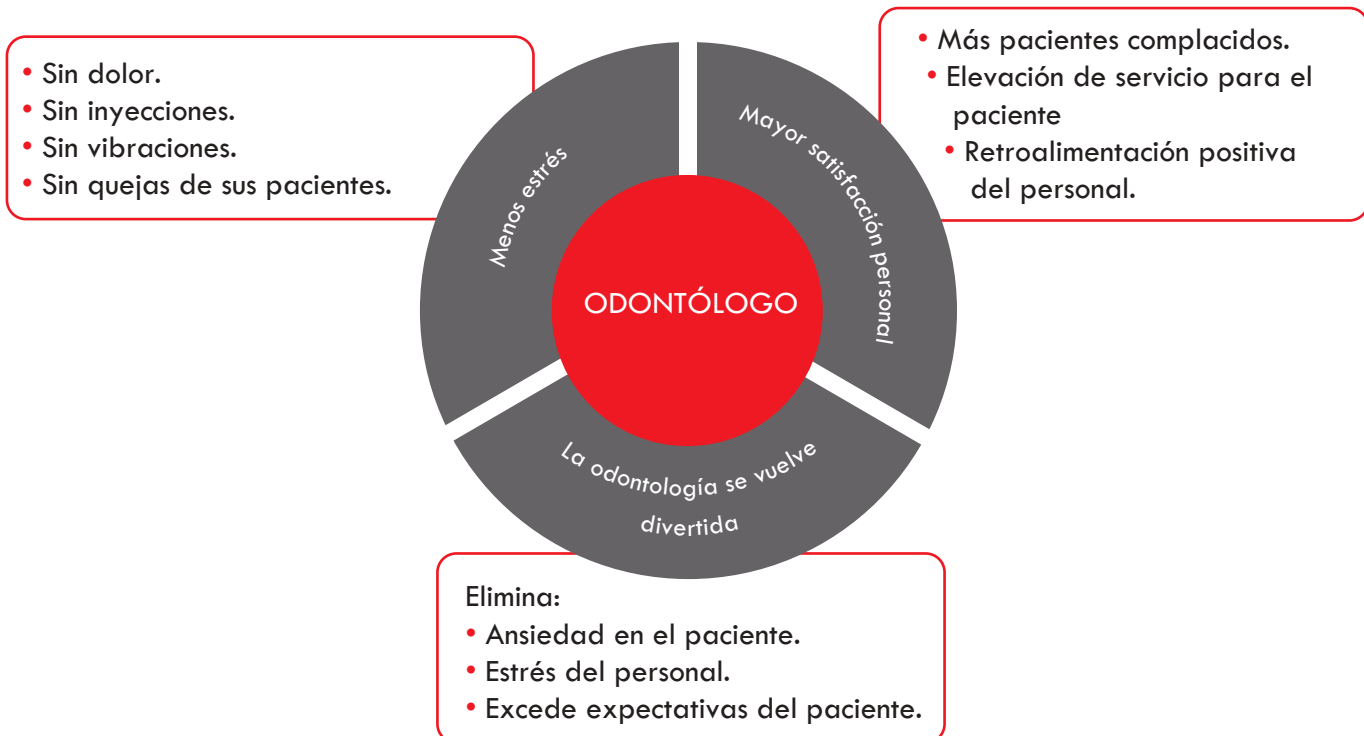 • Sin dolor.
• Sin inyecciones.
• Sin vibraciones.
• Sin quejas de sus pacientes.
Menos estrés
Mayor satisfacción personal
• Más pacientes complacidos.
• Elevación de servicio para el
paciente
• Retroalimentación positiva
del personal.
ODONTÓLOGO
La odontología se vuelve
divertida
Elimina:
• Ansiedad en el paciente.
• Estrés del personal.
• Excede expectativas del paciente.